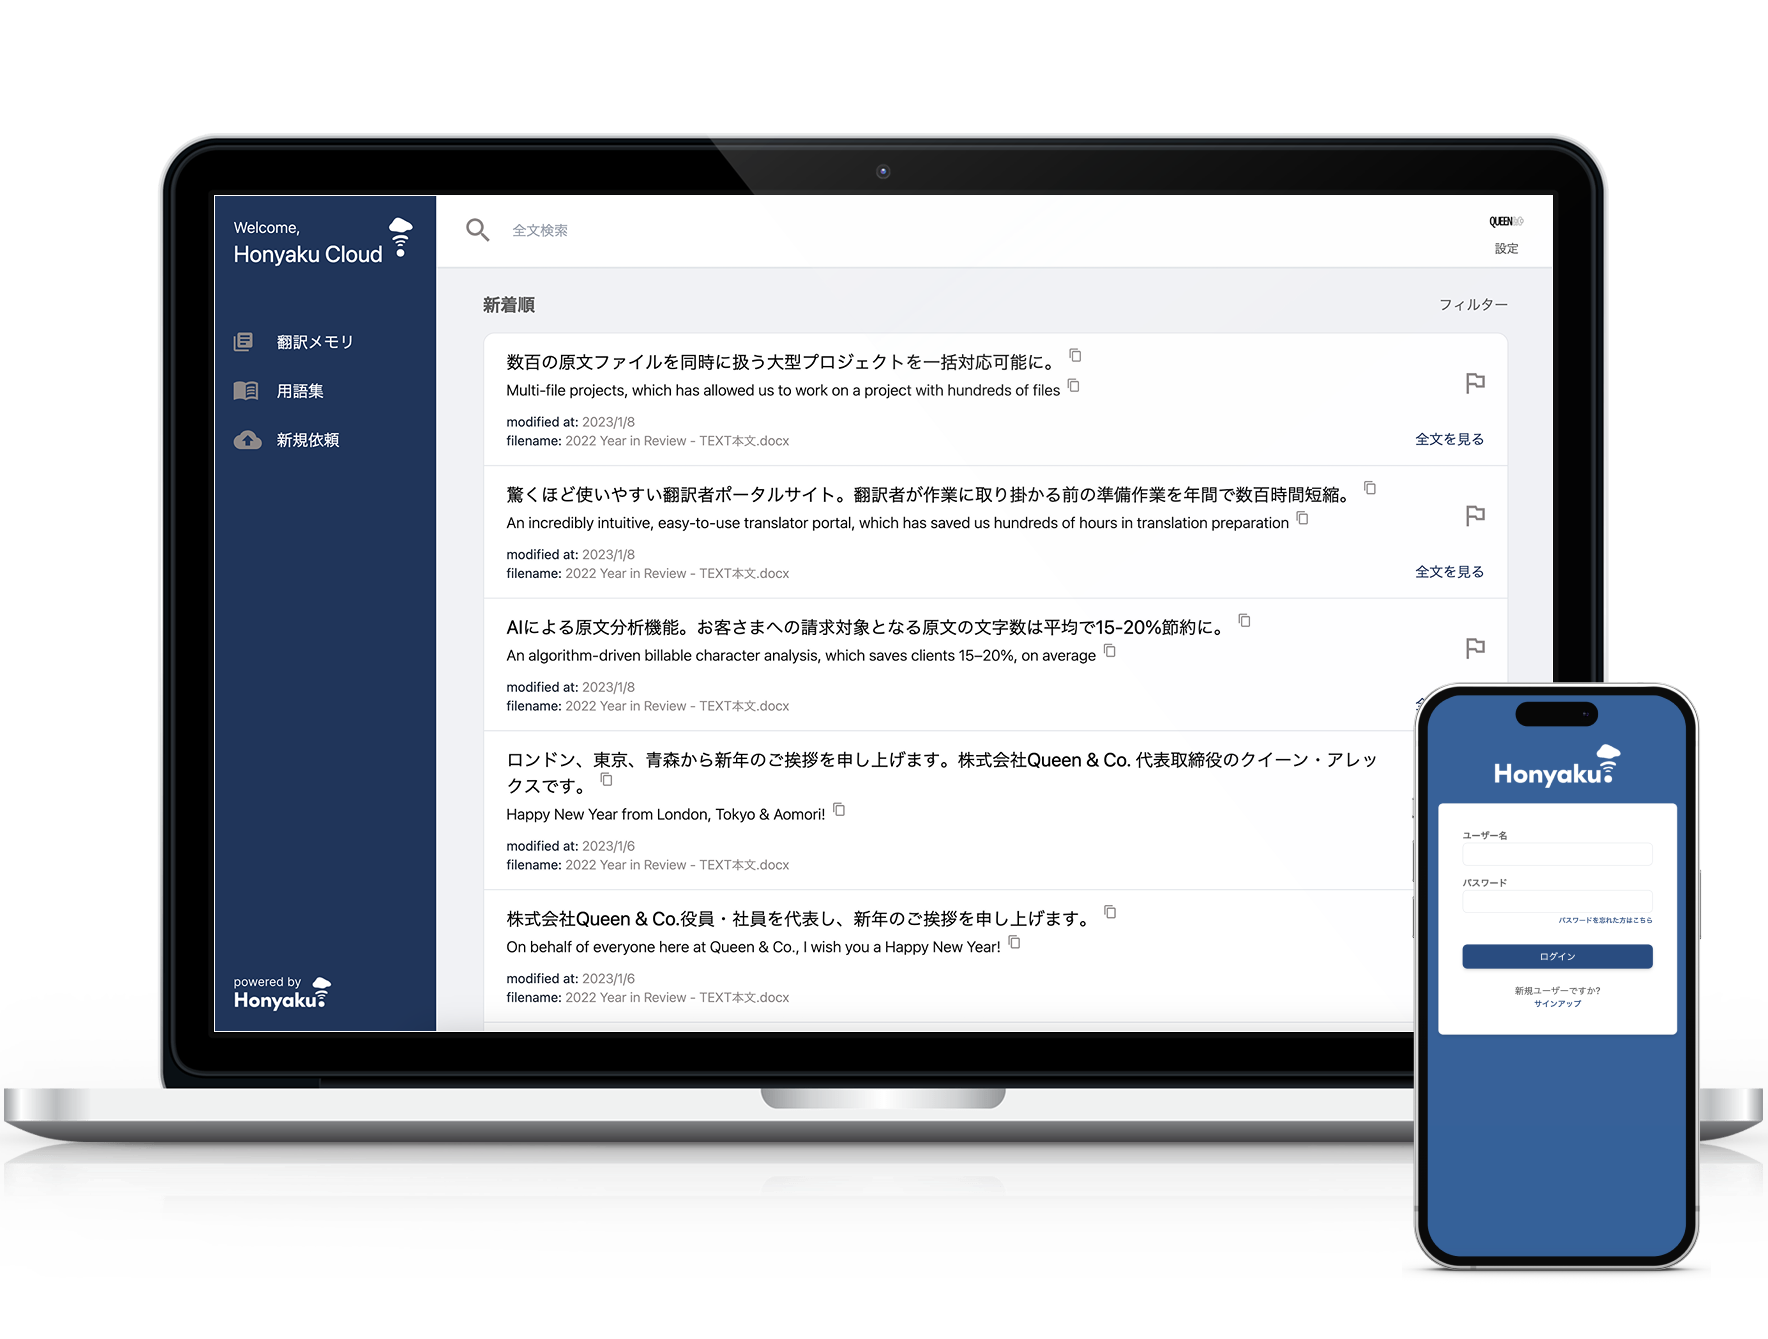 Welcome,
Honyaku Cloud
翻訳メモリ
用語集
新規依頼
powered by
Honyaku
全文検索
QUEEN
設定
新着順
フィルター
数百の原文ファイルを同時に扱う大型プロジェクトを一括対応可能に。
Multi-file projects, which has allowed us to work on a project with hundreds of files
modified at: 2023/1/8
filename: 2022 Year in Review - TEXT本文.docx
全文を見る
驚くほど使いやすい翻訳者ポータルサイト。翻訳者が作業に取り掛かる前の準備作業を年間で数百時間短縮。
An incredibly intuitive, easy-to-use translator portal, which has saved us hundreds of hours in translation preparation
modified at: 2023/1/8
filename: 2022 Year in Review - TEXT本文.docx
全文を見る
AIによる原文分析機能。お客さまへの請求対象となる原文の文字数は平均で15-20%節約に。
An algorithm-driven billable character analysis, which saves clients 15–20%, on average
modified at: 2023/1/8
filename: 2022 Year in Review - TEXT本文.docx
ロンドン、東京、青森から新年のご挨拶を申し上げます。株式会社Queen & Co. 代表取締役のクイーン・アレッ
クスです。
Happy New Year from London, Tokyo & Aomori!
modified at: 2023/1/6
filename: 2022 Year in Review - TEXT本文.docx
株式会社Queen & Co.役員・社員を代表し、新年のご挨拶を申し上げます。
On behalf of everyone here at Queen & Co., I wish you a Happy New Year!
modified at: 2023/1/6
filename: 2022 Year in Review - TEXT本文.docx
Honyaku
ユーザー名
パスワード
パスワードを忘れた方はこちら
ログイン
新規ユーザーですか?
サインアップ